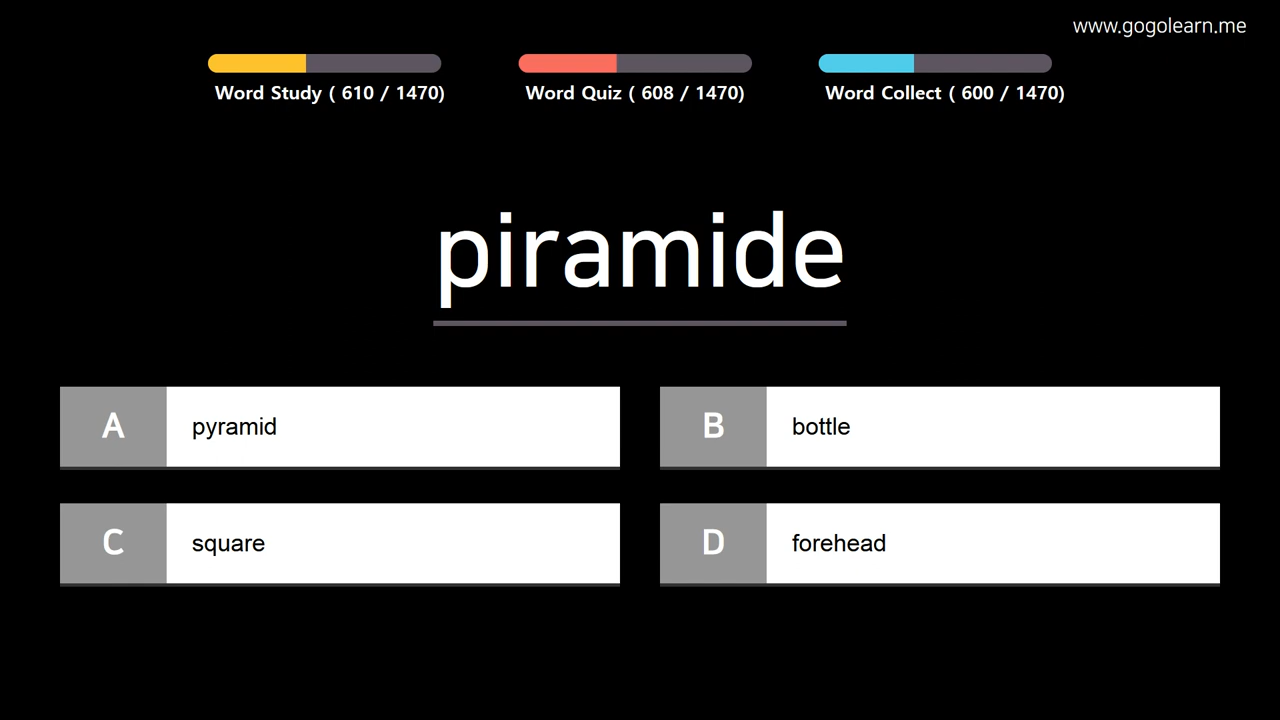 www.gogolearn.me
Word Study ( 610 / 1470)
Word Quiz ( 608 / 1470)
Word Collect ( 600 / 1470)
piramide
A pyramid
B bottle
C square
D forehead